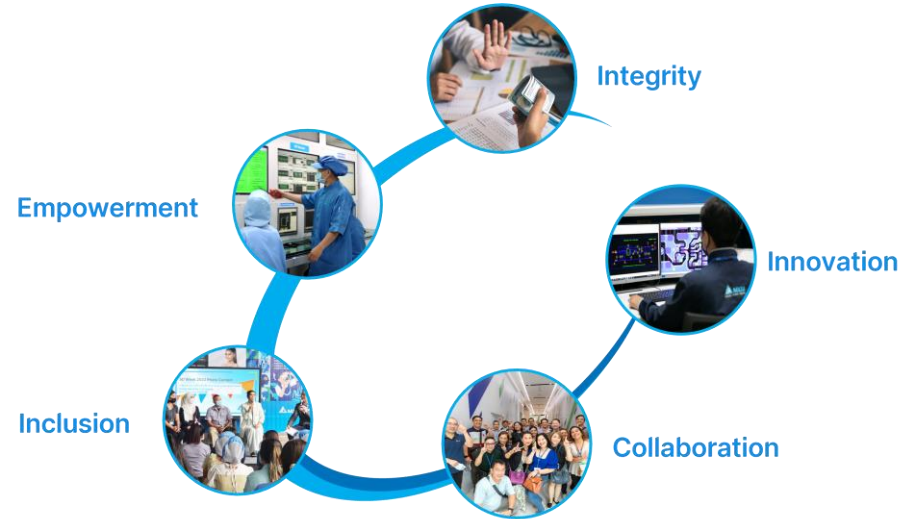 Integrity
Empowerment
Innovation
Inclusion
Collaboration